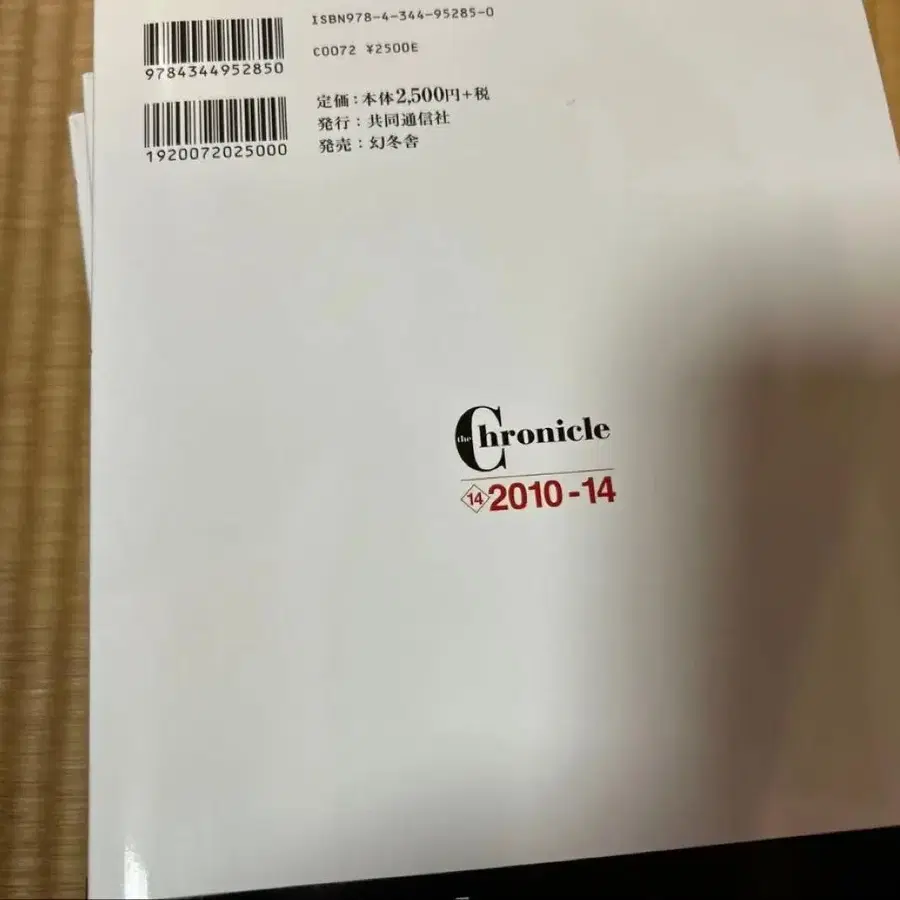 ISBN978-4-344-95285-0
C0072 ¥2500E
9784344952850
1920072025000
定価：本体2,500円+税
発行：共同通信社
発売：幻冬舎
the Chronicle
14 2010-14